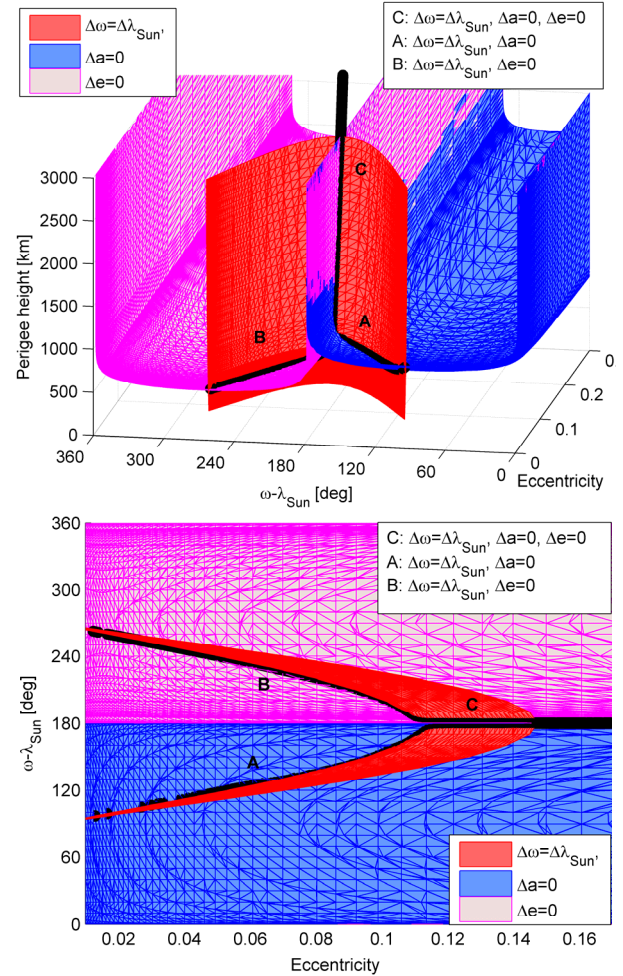 Δω=Δλ_Sun,
Δa=0
Δe=0
C: Δω=Δλ_Sun, Δa=0, Δe=0
A: Δω=Δλ_Sun, Δa=0
B: Δω=Δλ_Sun, Δe=0
3000
2500
2000
1500
1000
500
0
Perigee height [km]
C
A
B
360
300
240
180
120
60
0
ω-λ_Sun [deg]
0
0.1
0.2
0.
Eccentricity
360
300
240
180
120
60
0
ω-λ_Sun [deg]
C: Δω=Δλ_Sun, Δa=0, Δe=0
A: Δω=Δλ_Sun, Δa=0
B: Δω=Δλ_Sun, Δe=0
B
C
A
Δω=Δλ_Sun,
Δa=0
Δe=0
0.02 0.04 0.06 0.08 0.1 0.12 0.14 0.16
Eccentricity